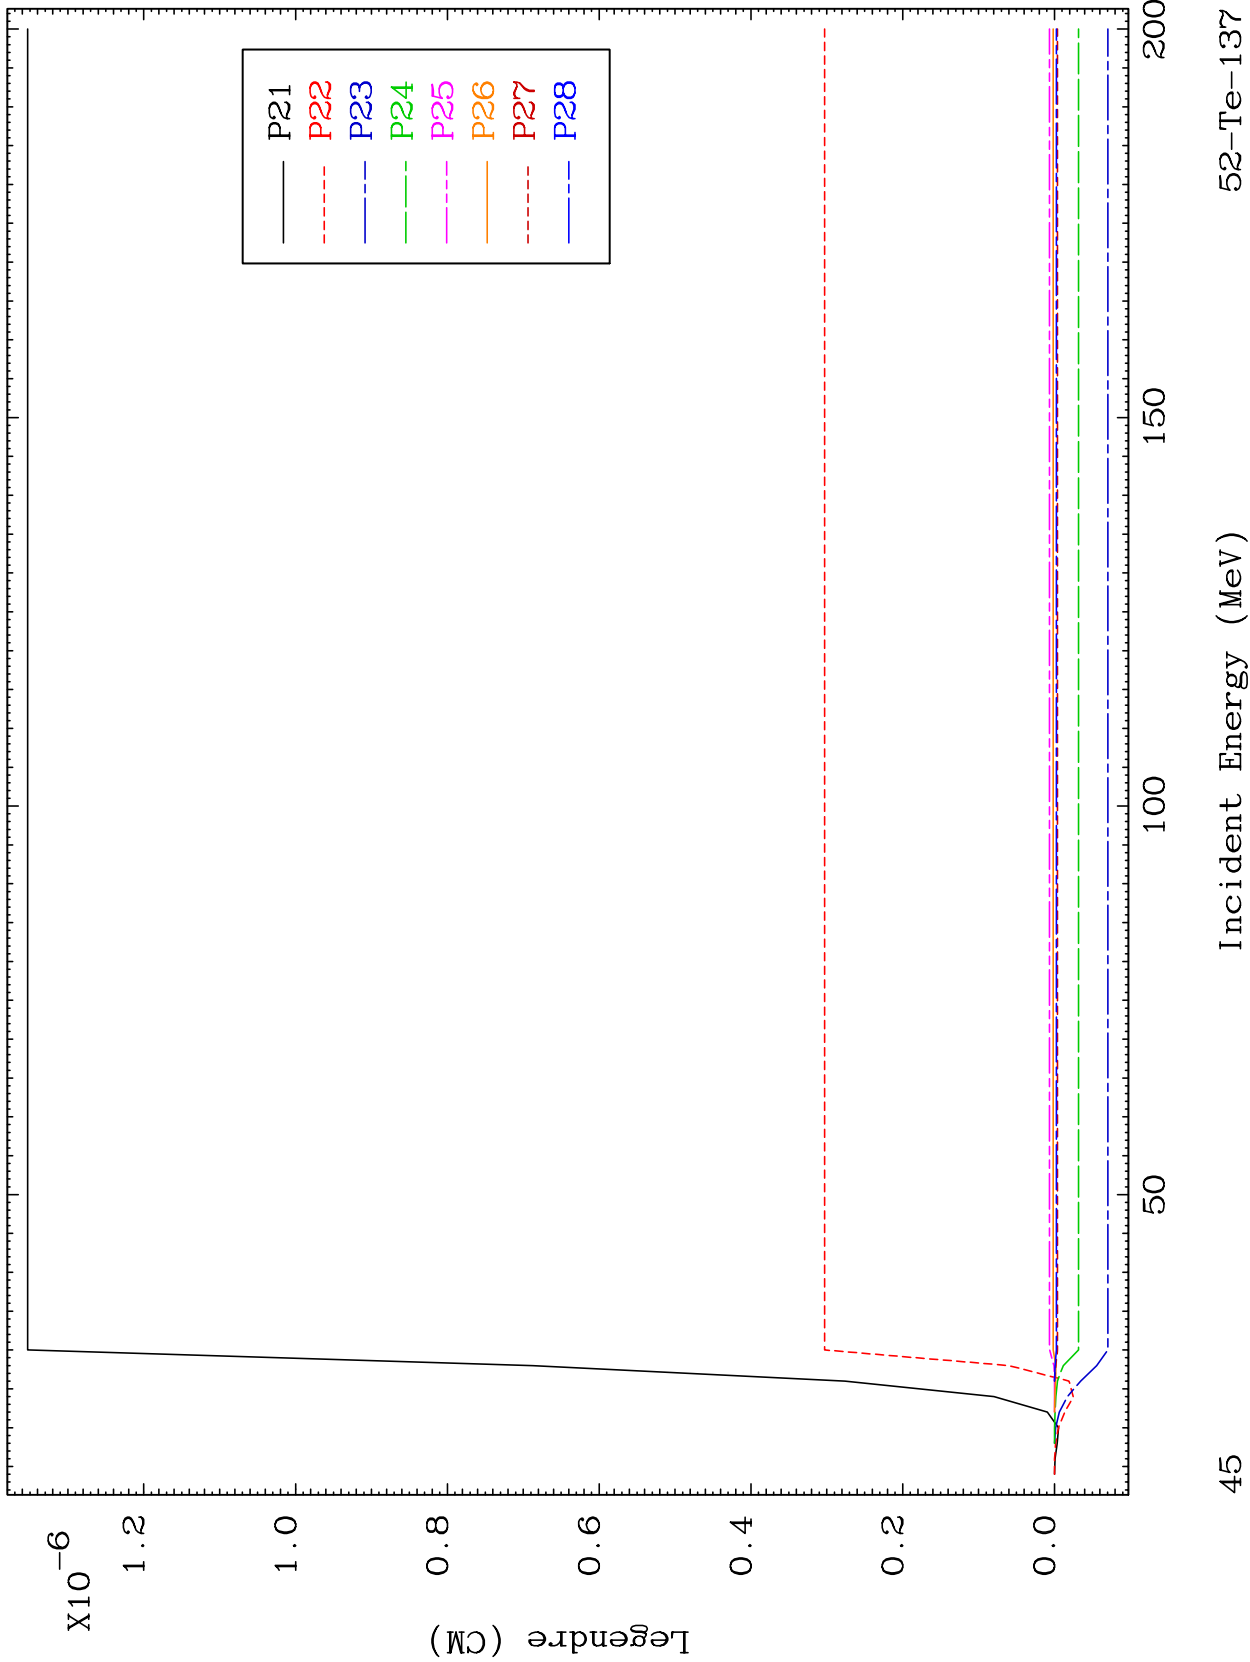 X10-6
1.2
1.0
0.8
0.6
0.4
0.2
0.0
Legendre (CM)
P21
P22
P23
P24
P25
P26
P27
P28
50
100
150
200
Incident Energy (MeV)
45
52-Te-137